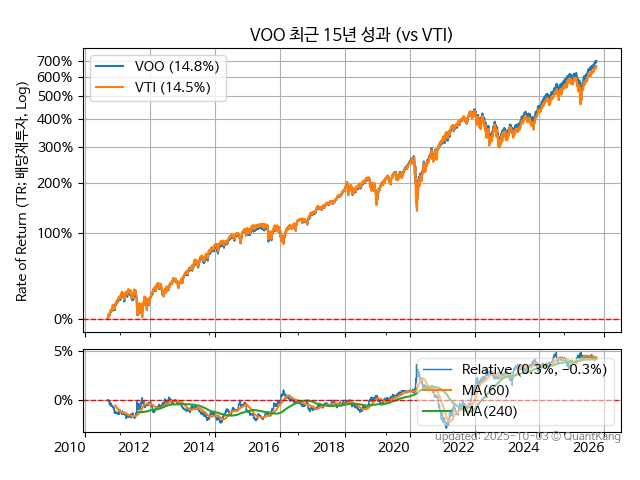 VOO 최근 15년 성과 (vs VTI)
700%
600%
500%
400%
300%
200%
100%
0%
Rate of Return (TR; 배당재투자, Log)
VOO (14.8%)
VTI (14.5%)
5%
0%
Relative (0.3%, −0.3%)
MA(60)
MA(240)
2010 2012 2014 2016 2018 2020 2022 2024 2026
updated: 2025-10-03 © QuantKang